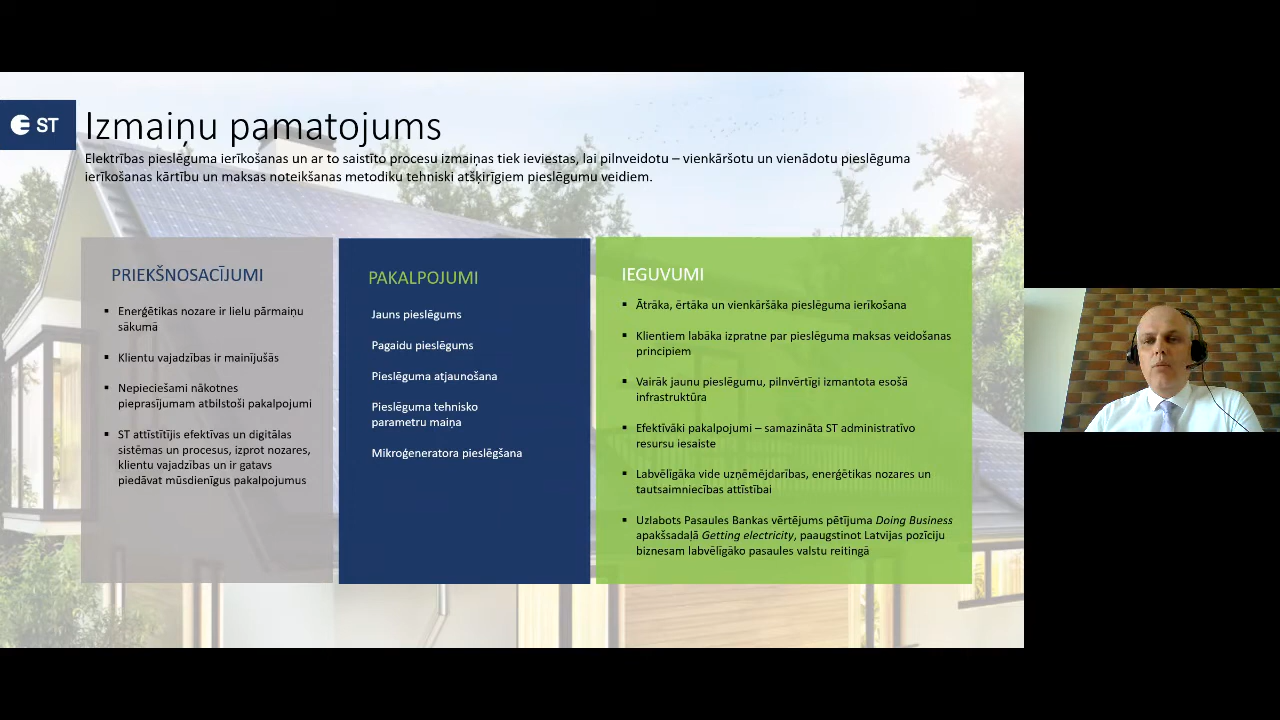 ST
Izmaiņu pamatojums
Elektrības pieslēguma ierīkošanas un ar to saistīto procesu izmaiņas tiek ieviestas, lai pilnveidotu – vienkāršotu un vienādotu pieslēguma
ierīkošanas kārtību un maksas noteikšanas metodiku tehniski atšķirīgiem pieslēgumu veidiem.
PRIEKŠNOSACĪJUMI
▪ Enerģētikas nozare ir lielu pārmaiņu
sākumā
▪ Klientu vajadzības ir mainījušās
▪ Nepieciešami nākotnes
pieprasījumam atbilstoši pakalpojumi
▪ ST attīstītījis efektīvas un digitālas
sistēmas un procesus, izprot nozares,
klientu vajadzības un ir gatavs
piedāvat mūsdienīgus pakalpojumus
PAKALPOJUMI
Jauns pieslēgums
Pagaidu pieslēgums
Pieslēguma atjaunošana
Pieslēguma tehnisko
parametru maiņa
Mikroģeneratora pieslēgšana
IEGUVUMI
▪ Ātrāka, ērtāka un vienkāršāka pieslēguma ierīkošana
▪ Klientiem labāka izpratne par pieslēguma maksas veidošanas
principiem
▪ Vairāk jaunu pieslēgumu, pilnvērtīgi izmantota esošā
infrastruktūra
▪ Efektīvāki pakalpojumi – samazināta ST administratīvo
resursu iesaiste
▪ Labvēlīgāka vide uzņēmējdarības, enerģētikas nozares un
tautsaimniecības attīstībai
▪ Uzlabots Pasaules Bankas vērtējums pētījuma Doing Business
apakšsadaļā Getting electricity, paaugstinot Latvijas pozīciju
biznesam labvēlīgāko pasaules valstu reitingā